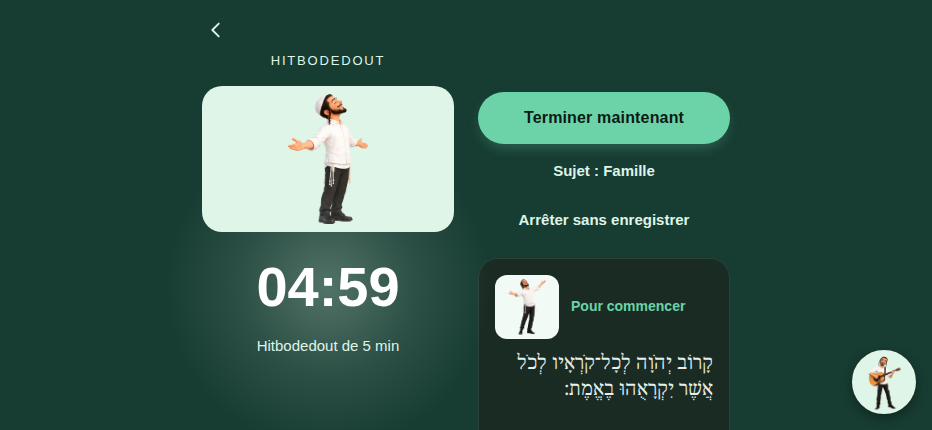 HITBODEDOUT
04:59
Hitbodedout de 5 min
Terminer maintenant
Sujet : Famille
Arrêter sans enregistrer
Pour commencer
קָרוֹב יְהֹוָה לְכׇל־קֹרְאָיו לְכֹל
אֲשֶׁר יִקְרָאֻהוּ בֶאֱמֶת׃